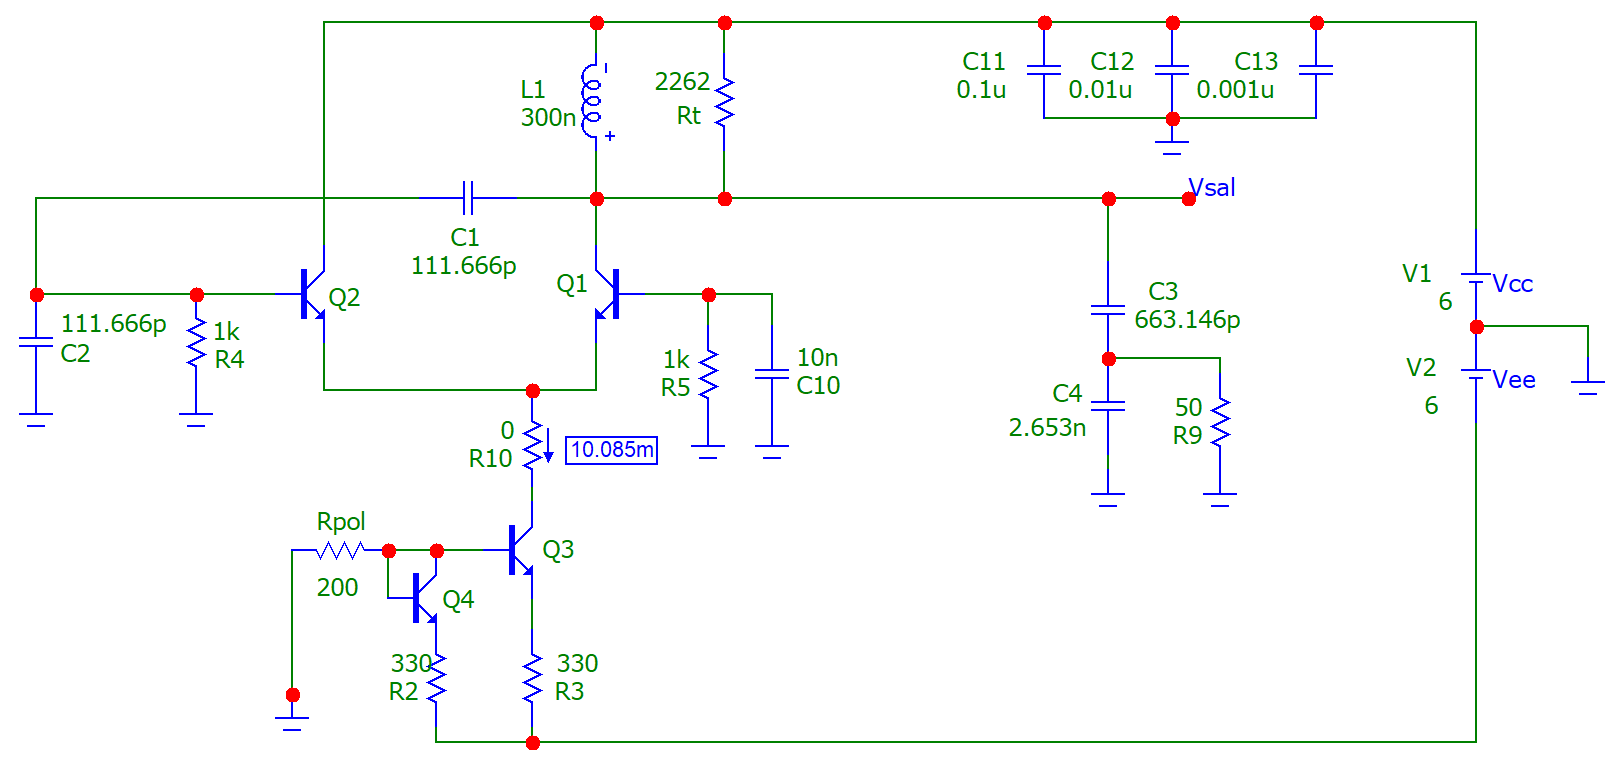 L1
300n
2262
Rt
C11
0.1u
C12
0.01u
C13
0.001u
Vsal
C1
111.666p
Q2
Q1
111.666p
C2
1k
R4
1k
R5
10n
C10
C3
663.146p
C4
2.653n
50
R9
V1
6
Vcc
V2
6
Vee
0
R10
10.085m
Rpol
200
Q3
Q4
330
R2
330
R3